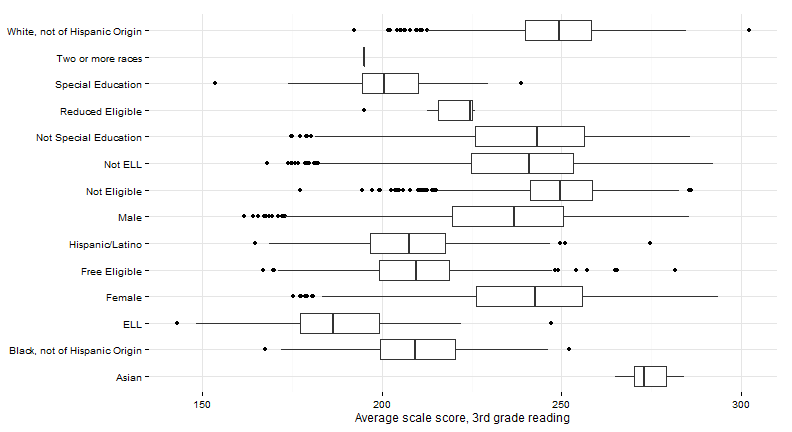 White, not of Hispanic Origin
Two or more races
Special Education
Reduced Eligible
Not Special Education
Not ELL
Not Eligible
Male
Hispanic/Latino
Free Eligible
Female
ELL
Black, not of Hispanic Origin
Asian
150 200 250 300
Average scale score, 3rd grade reading